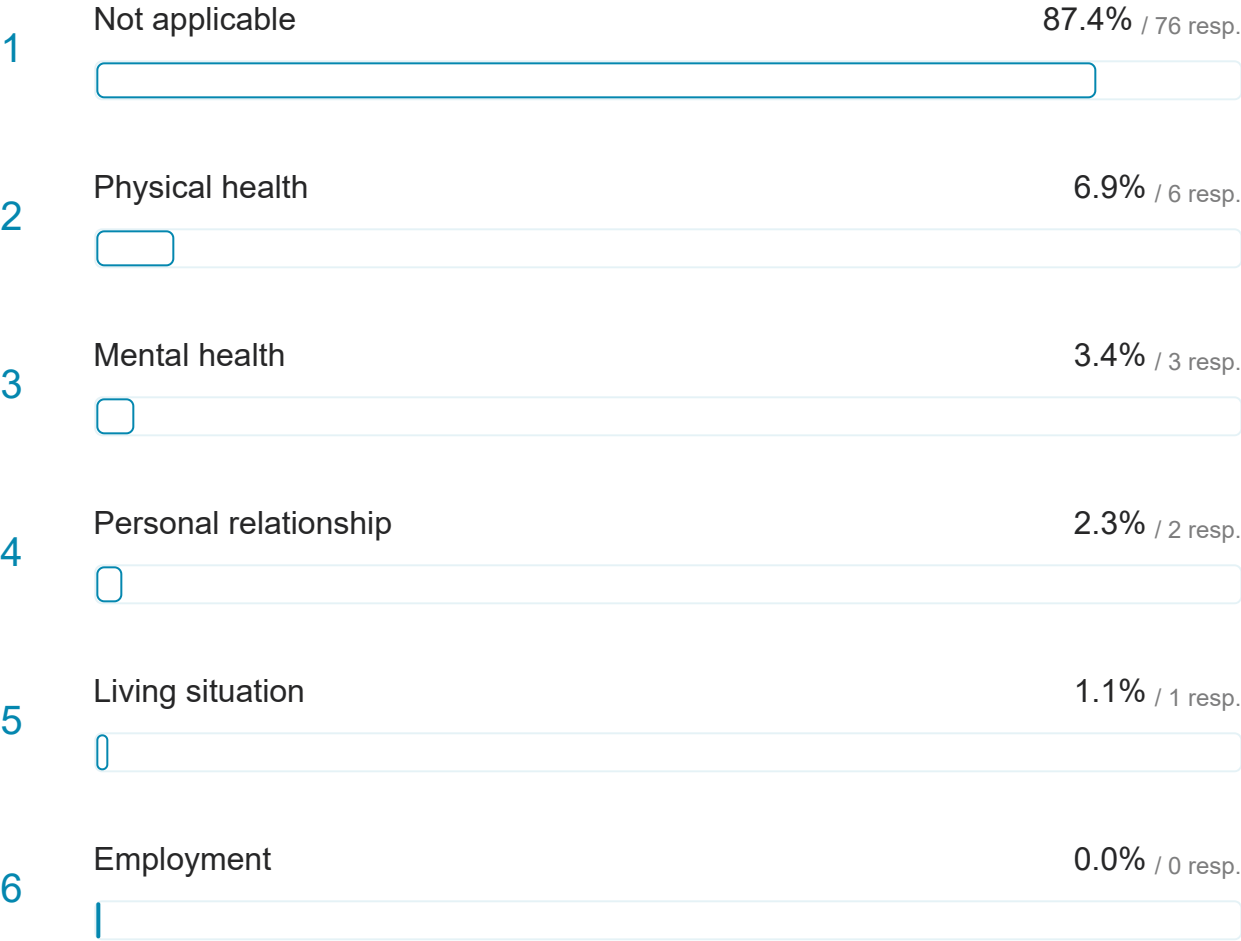 1 Not applicable 87.4% / 76 resp.
2 Physical health 6.9% / 6 resp.
3 Mental health 3.4% / 3 resp.
4 Personal relationship 2.3% / 2 resp.
5 Living situation 1.1% / 1 resp.
6 Employment 0.0% / 0 resp.